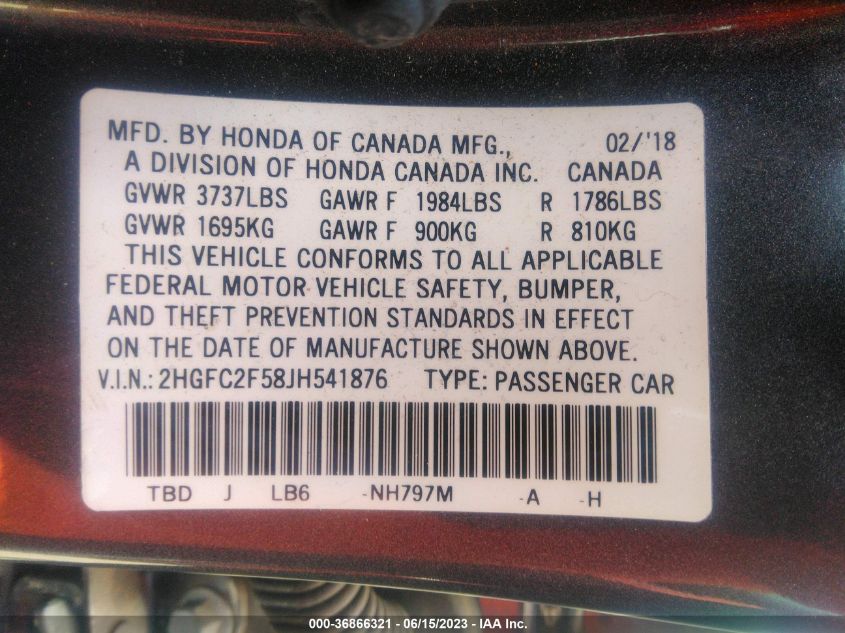 MFD. BY HONDA OF CANADA MFG., 02/'18
A DIVISION OF HONDA CANADA INC. CANADA
GVWR 3737LBS GAWR F 1984LBS R 1786LBS
GVWR 1695KG GAWR F 900KG R 810KG
THIS VEHICLE CONFORMS TO ALL APPLICABLE
FEDERAL MOTOR VEHICLE SAFETY, BUMPER,
AND THEFT PREVENTION STANDARDS IN EFFECT
ON THE DATE OF MANUFACTURE SHOWN ABOVE.
V.I.N.: 2HGFC2F58JH541876 TYPE: PASSENGER CAR
TBD J LB6 -NH797M -A -H
000-36866321 - 06/15/2023 - IAA Inc.